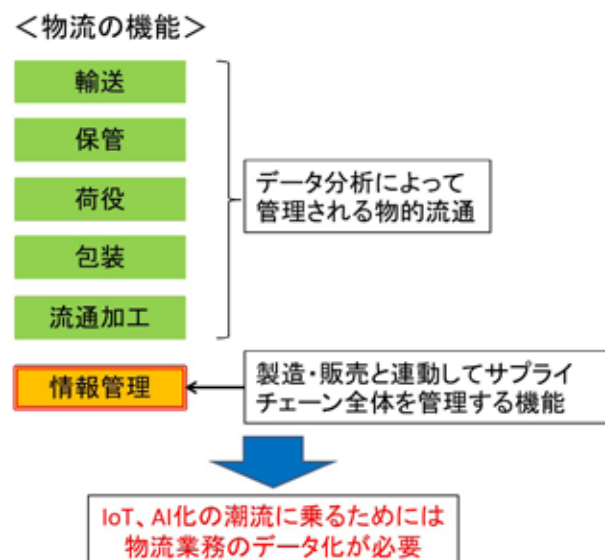 ＜物流の機能＞
輸送
保管
荷役
包装
流通加工
データ分析によって
管理される物的流通
情報管理
製造・販売と連動してサプライ
チェーン全体を管理する機能
IoT、AI化の潮流に乗るためには
物流業務のデータ化が必要